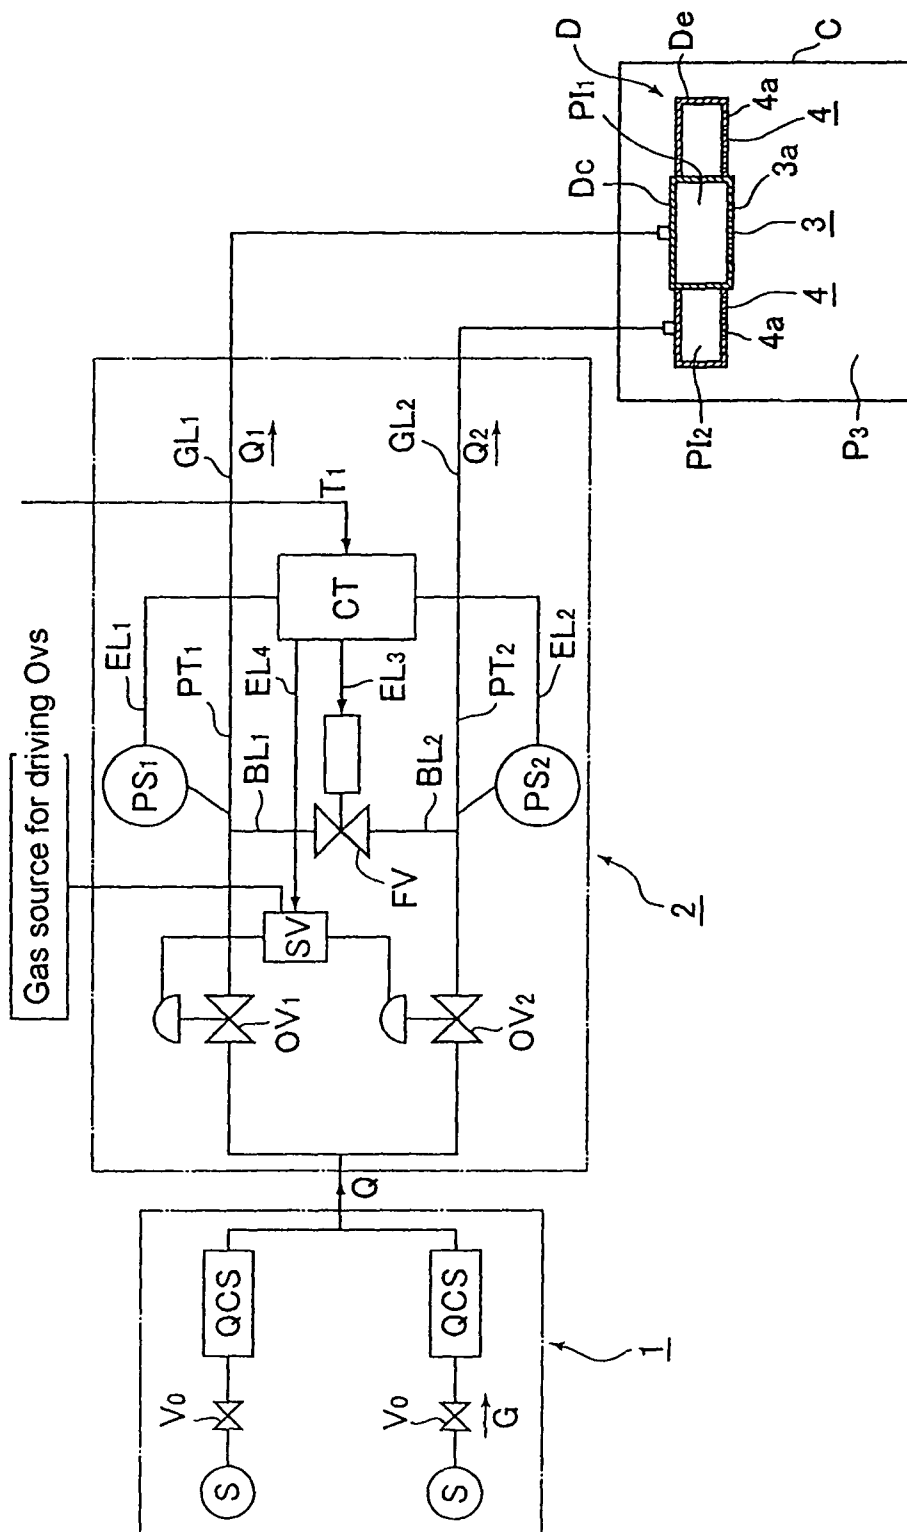 Gas source for driving Ovs
EL1
PS1
PT1
GL1
Q1
T1
BL1
EL4
CT
EL3
SV
FV
OV1
BL2
PT2
GL2
Q2
EL2
PS2
OV2
2
Q
QCS
V0
S
QCS
V0
G
S
1
D
De
C
PI1
Dc
4a
4
3a
3
4
4a
PI2
P3